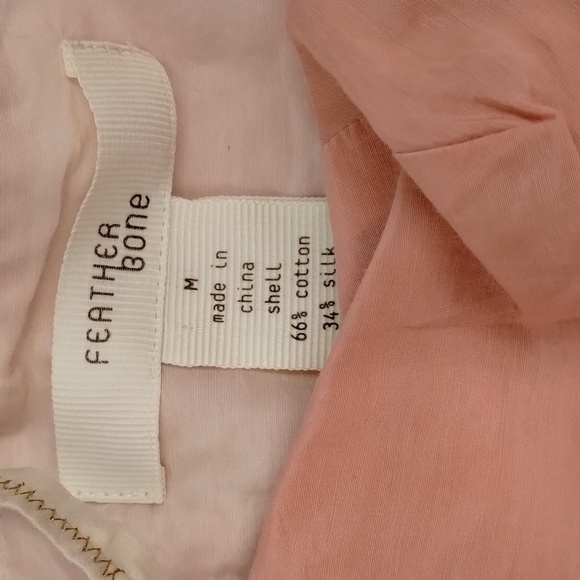 FEATHER
BONE
M
made in
china
shell
66% cotton
34% silk